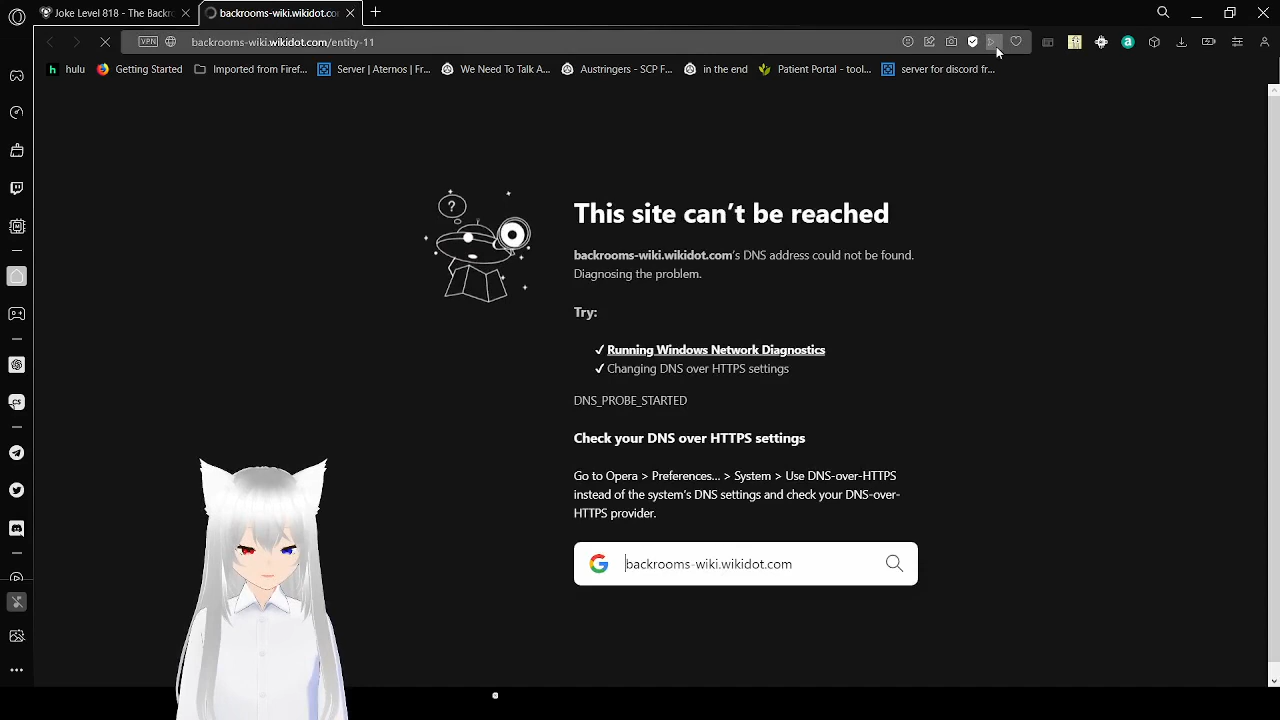 Joke Level 818 - The Backr
backrooms-wiki.wikidot.co
VPN
backrooms-wiki.wikidot.com/entity-11
hulu
Getting Started
Imported from Firef...
Server | Aternos | Fr...
We Need To Talk A...
Austringers - SCP F...
in the end
Patient Portal - tool...
server for discord fr...
This site can't be reached
backrooms-wiki.wikidot.com's DNS address could not be found.
Diagnosing the problem.
Try:
Running Windows Network Diagnostics
Changing DNS over HTTPS settings
DNS_PROBE_STARTED
Check your DNS over HTTPS settings
Go to Opera > Preferences... > System > Use DNS-over-HTTPS
instead of the system's DNS settings and check your DNS-over-
HTTPS provider.
backrooms-wiki.wikidot.com